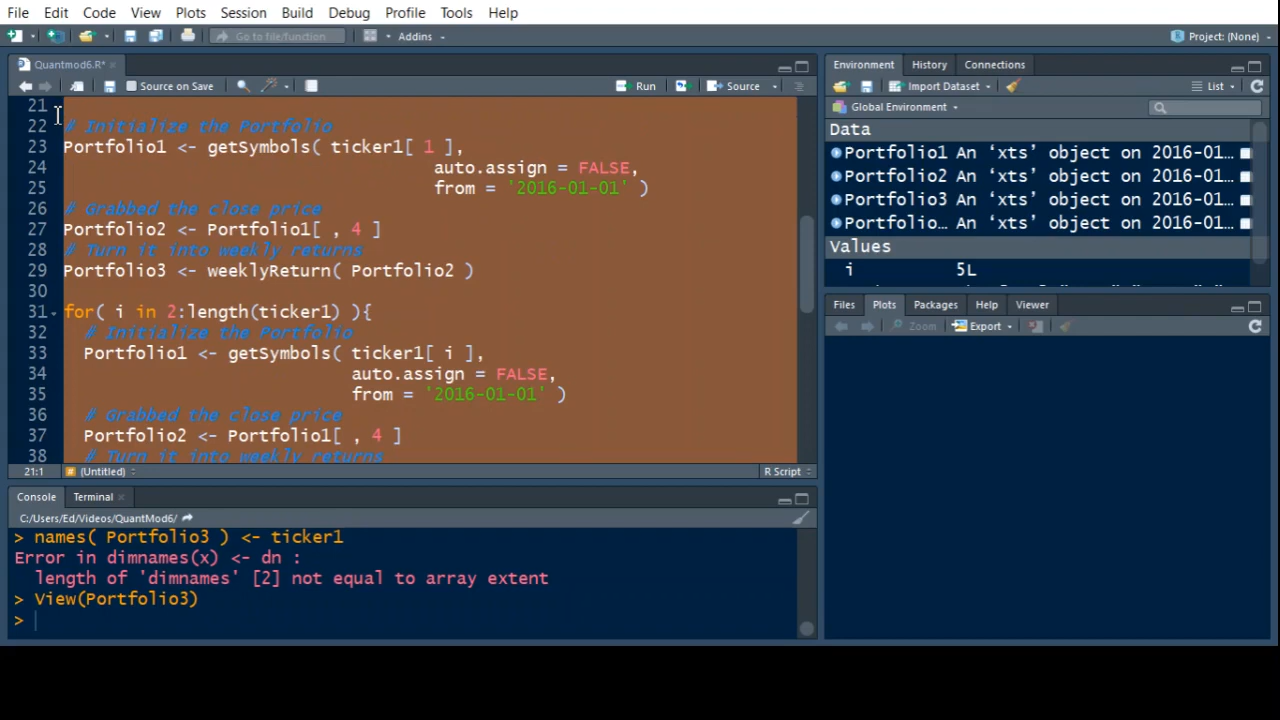 File Edit Code View Plots Session Build Debug Profile Tools Help
Go to file/function Addins Project: (None)
Quantmod6.R*
Source on Save Run Source
21
22 # Initialize the Portfolio
23 Portfolio1 <- getSymbols( ticker1[ 1 ],
24 auto.assign = FALSE,
25 from = '2016-01-01' )
26 # Grabbed the close price
27 Portfolio2 <- Portfolio1[ , 4 ]
28 # Turn it into weekly returns
29 Portfolio3 <- weeklyReturn( Portfolio2 )
30
31 for( i in 2:length(ticker1) ){
32 # Initialize the Portfolio
33 Portfolio1 <- getSymbols( ticker1[ i ],
34 auto.assign = FALSE,
35 from = '2016-01-01' )
36 # Grabbed the close price
37 Portfolio2 <- Portfolio1[ , 4 ]
38 # Turn it into weekly returns
21:1 (Untitled) R Script
Console Terminal
C:/Users/Ed/Videos/QuantMod6/
> names( Portfolio3 ) <- ticker1
Error in dimnames(x) <- dn :
length of 'dimnames' [2] not equal to array extent
> View(Portfolio3)
>
Environment History Connections
Import Dataset List
Global Environment
Data
Portfolio1 An ‘xts’ object on 2016-01…
Portfolio2 An ‘xts’ object on 2016-01…
Portfolio3 An ‘xts’ object on 2016-01…
Portfolio… An ‘xts’ object on 2016-01…
Values
i 5L
Files Plots Packages Help Viewer
Zoom Export